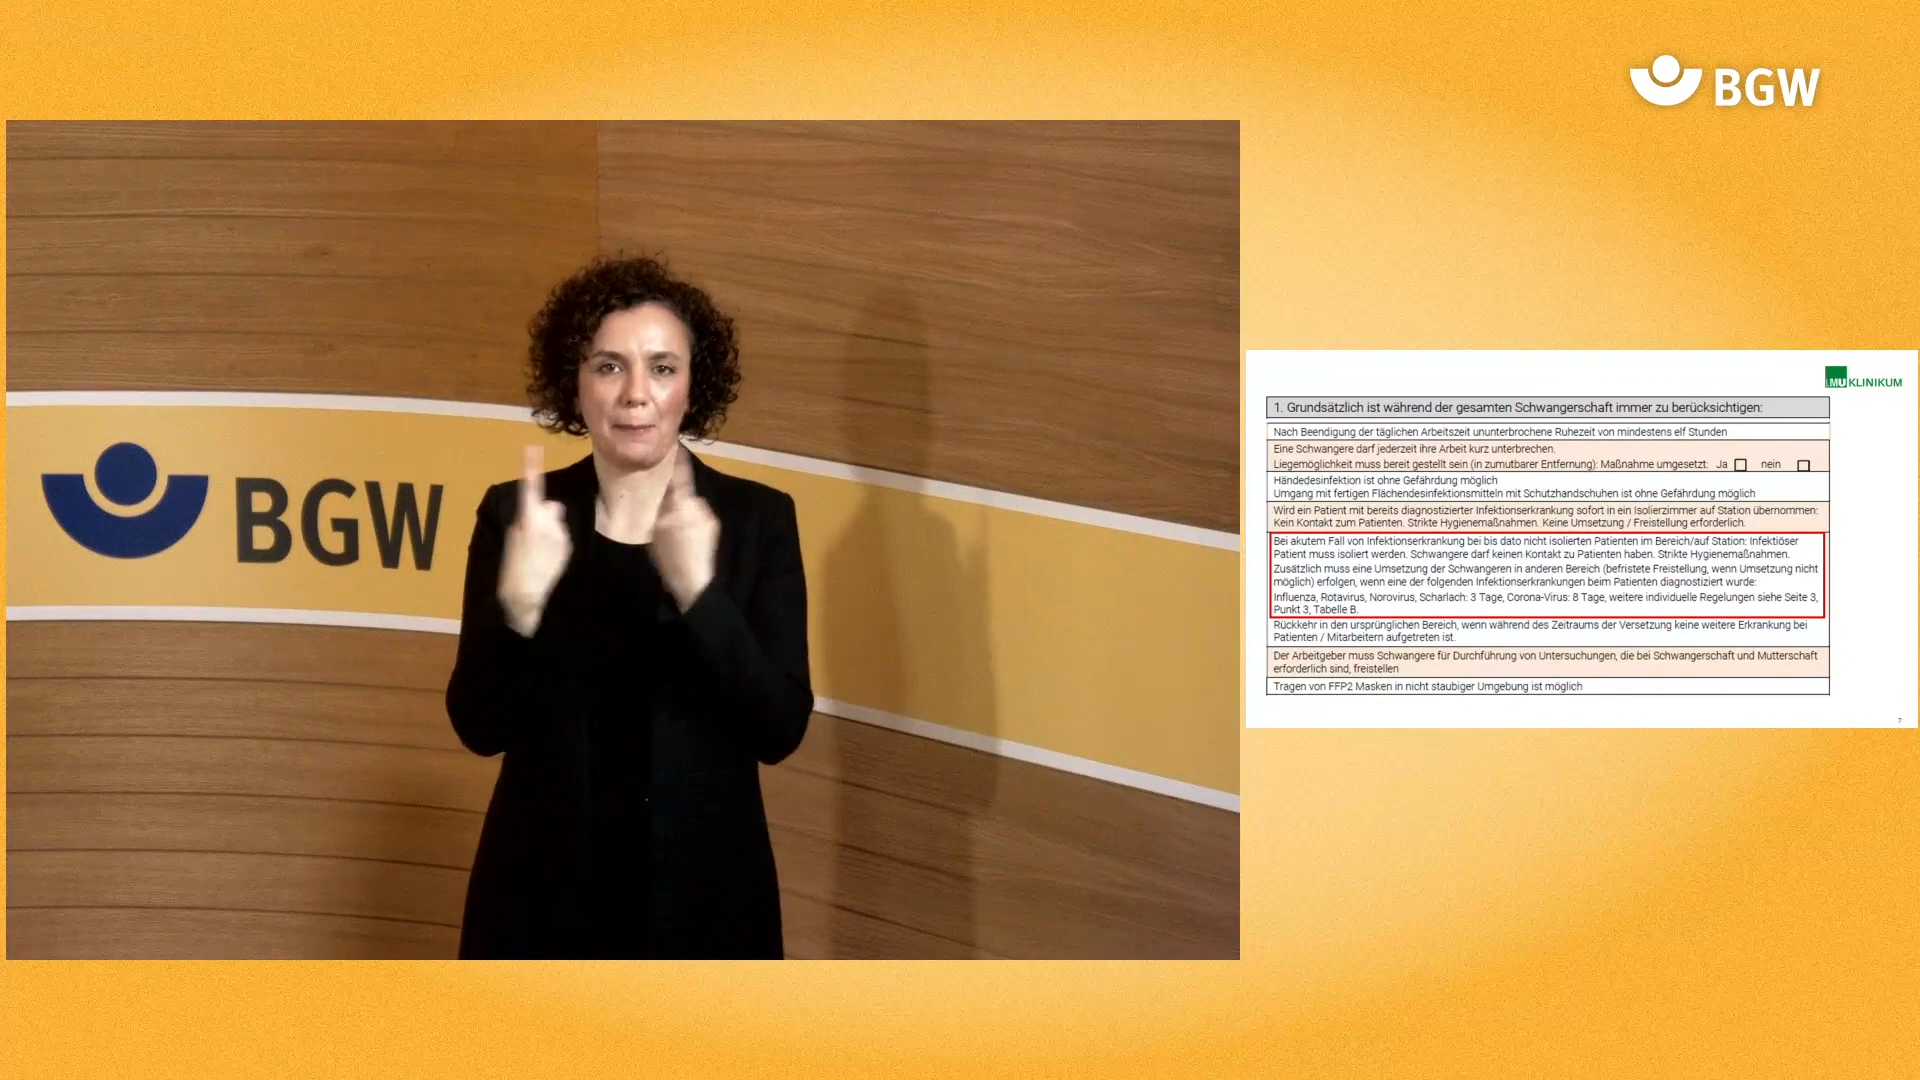 BGW
BGW
LMU KLINIKUM
1. Grundsätzlich ist während der gesamten Schwangerschaft immer zu berücksichtigen:
Nach Beendigung der täglichen Arbeitszeit ununterbrochene Ruhezeit von mindestens elf Stunden
Eine Schwangere darf jederzeit ihre Arbeit kurz unterbrechen.
Liegemöglichkeit muss bereit gestellt sein (in zumutbarer Entfernung): Maßnahme umgesetzt: Ja nein
Händedesinfektion ist ohne Gefährdung möglich
Umgang mit fertigen Flächendesinfektionsmitteln mit Schutzhandschuhen ist ohne Gefährdung möglich
Wird ein Patient mit bereits diagnostizierter Infektionserkrankung sofort in ein Isolierzimmer auf Station übernommen:
Kein Kontakt zum Patienten. Strikte Hygienemaßnahmen. Keine Umsetzung / Freistellung erforderlich.
Bei akutem Fall von Infektionserkrankung bei bis dato nicht isolierten Patienten im Bereich/auf Station: Infektiöser
Patient muss isoliert werden. Schwangere darf keinen Kontakt zu Patienten haben. Strikte Hygienemaßnahmen.
Zusätzlich muss eine Umsetzung der Schwangeren in anderen Bereich (befristete Freistellung, wenn Umsetzung nicht
möglich) erfolgen, wenn eine der folgenden Infektionserkrankungen beim Patienten diagnostiziert wurde:
Influenza, Rotavirus, Norovirus, Scharlach: 3 Tage, Corona-Virus: 8 Tage, weitere individuelle Regelungen siehe Seite 3,
Punkt 3, Tabelle B.
Rückkehr in den ursprünglichen Bereich, wenn während des Zeitraums der Versetzung keine weitere Erkrankung bei
Patienten / Mitarbeitern aufgetreten ist.
Der Arbeitgeber muss Schwangere für Durchführung von Untersuchungen, die bei Schwangerschaft und Mutterschaft
erforderlich sind, freistellen
Tragen von FFP2 Masken in nicht staubiger Umgebung ist möglich
7